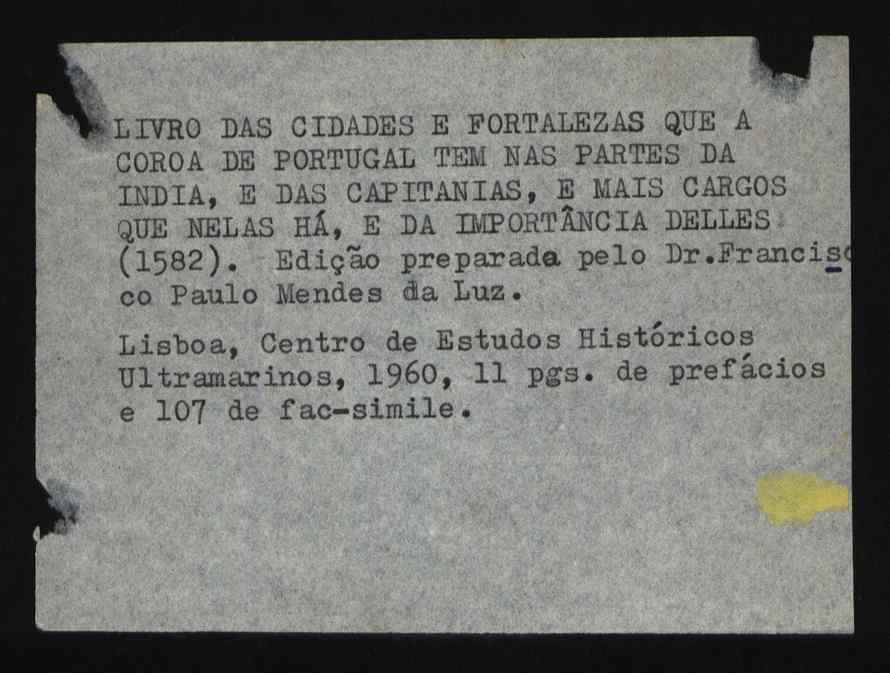 LIVRO DAS CIDADES E FORTALEZAS QUE A
COROA DE PORTUGAL TEM NAS PARTES DA
INDIA, E DAS CAPITANIAS, E MAIS CARGOS
QUE NELAS HÁ, E DA IMPORTÂNCIA DELLES
(1582). Edição preparada pelo Dr.Francisc
co Paulo Mendes da Luz.
Lisboa, Centro de Estudos Históricos
Ultramarinos, 1960, 11 pgs. de prefácios
e 107 de fac-simile.